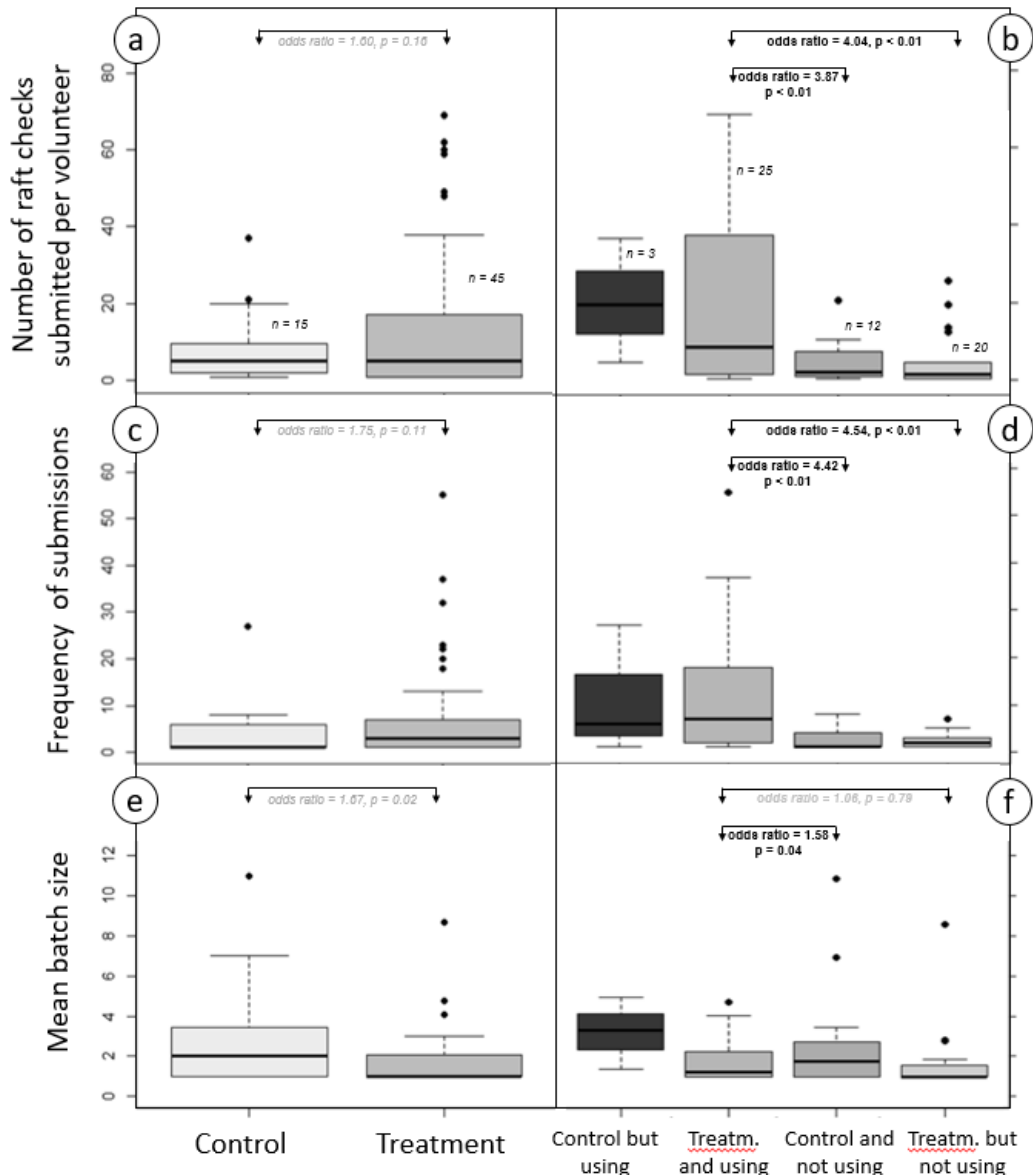 a
odds ratio = 1.60, p = 0.16
b
odds ratio = 4.04, p < 0.01
odds ratio = 3.87
p < 0.01
Number of raft checks
submitted per volunteer
80
60
40
20
0
n = 15
n = 45
n = 3
n = 25
n = 12
n = 20
c
odds ratio = 1.75, p = 0.11
d
odds ratio = 4.54, p < 0.01
odds ratio = 4.42
p < 0.01
Frequency of submissions
60
50
40
30
20
10
0
e
odds ratio = 1.67, p = 0.02
f
odds ratio = 1.06, p = 0.79
odds ratio = 1.58
p = 0.04
Mean batch size
12
10
8
6
4
2
0
Control
Treatment
Control but
using
Treatm.
and using
Control and
not using
Treatm. but
not using